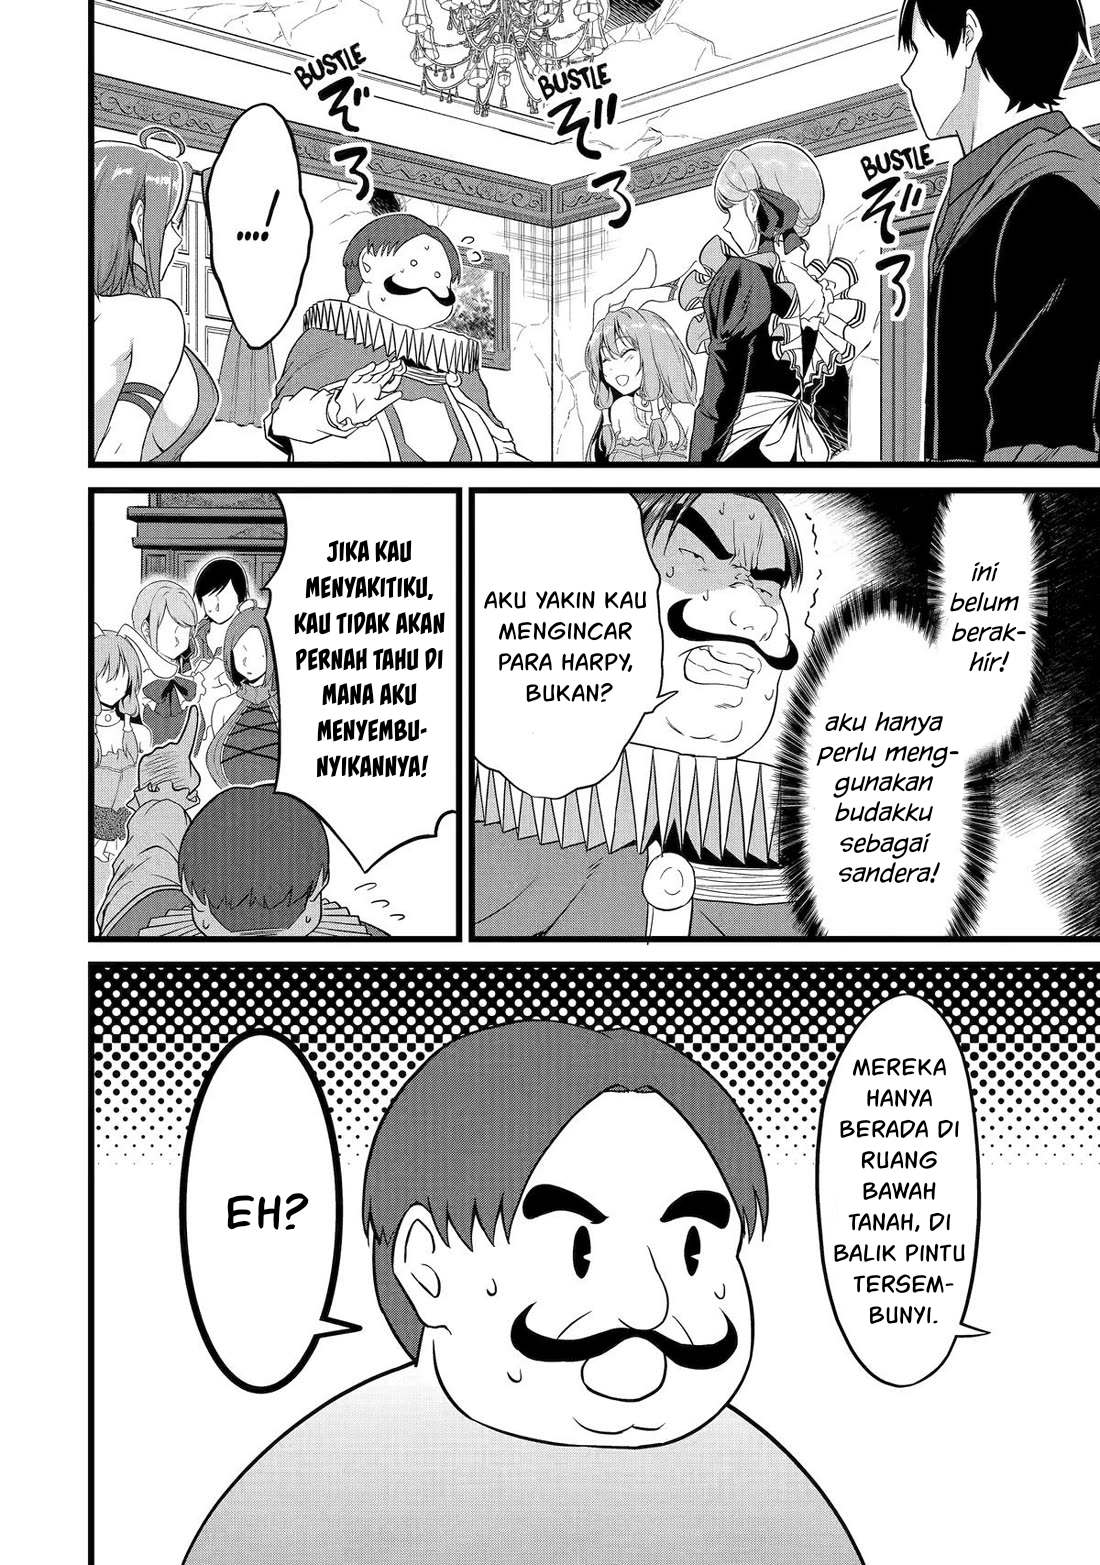 BUSTLE
ぞろ
BUSTLE
ぞろ
BUSTLE
ぞろ
....!
ini
belum
berak-
hir!
aku hanya
perlu meng-
gunakan
budakku
sebagai
sandera!
AKU YAKIN KAU
MENGINCAR
PARA HARPY,
BUKAN?
JIKA KAU
MENYAKITIKU,
KAU TIDAK AKAN
PERNAH TAHU DI
MANA AKU
MENYEMBU-
NYIKANNYA!
MEREKA
HANYA
BERADA DI
RUANG
BAWAH
TANAH, DI
BALIK PINTU
TERSEM-
BUNYI.
EH?